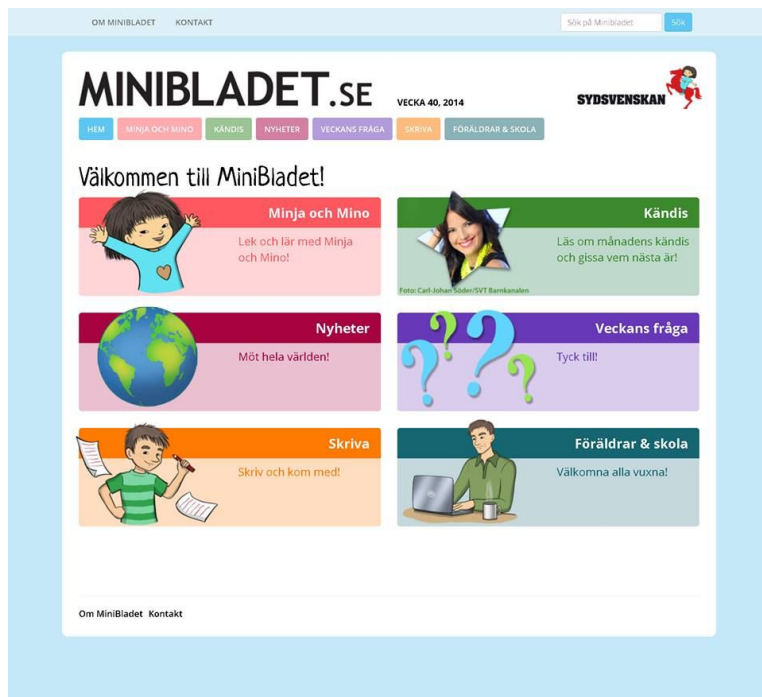 OM MINIBLADET KONTAKT
Sök på Minibladet Sök
MINIBLADET.SE VECKA 40, 2014 SYDSVENSKAN
HEM MINJA OCH MINO KÄNDIS NYHETER VECKANS FRÅGA SKRIVA FÖRÄLDRAR & SKOLA
Välkommen till MiniBladet!
Minja och Mino
Lek och lär med Minja
och Mino!
Kändis
Läs om månadens kändis
och gissa vem nästa är!
Foto: Carl-Johan Söder/SVT Barnkanalen
Nyheter
Möt hela världen!
Veckans fråga
Tyck till!
Skriva
Skriv och kom med!
Föräldrar & skola
Välkomna alla vuxna!
Om MiniBladet Kontakt